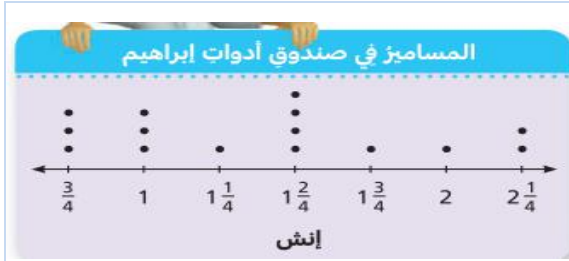 المساميرُ فِي صندوقِ أدواتِ إبراهيم
3/4 1 1 1/4 1 2/4 1 3/4 2 2 1/4
إنش